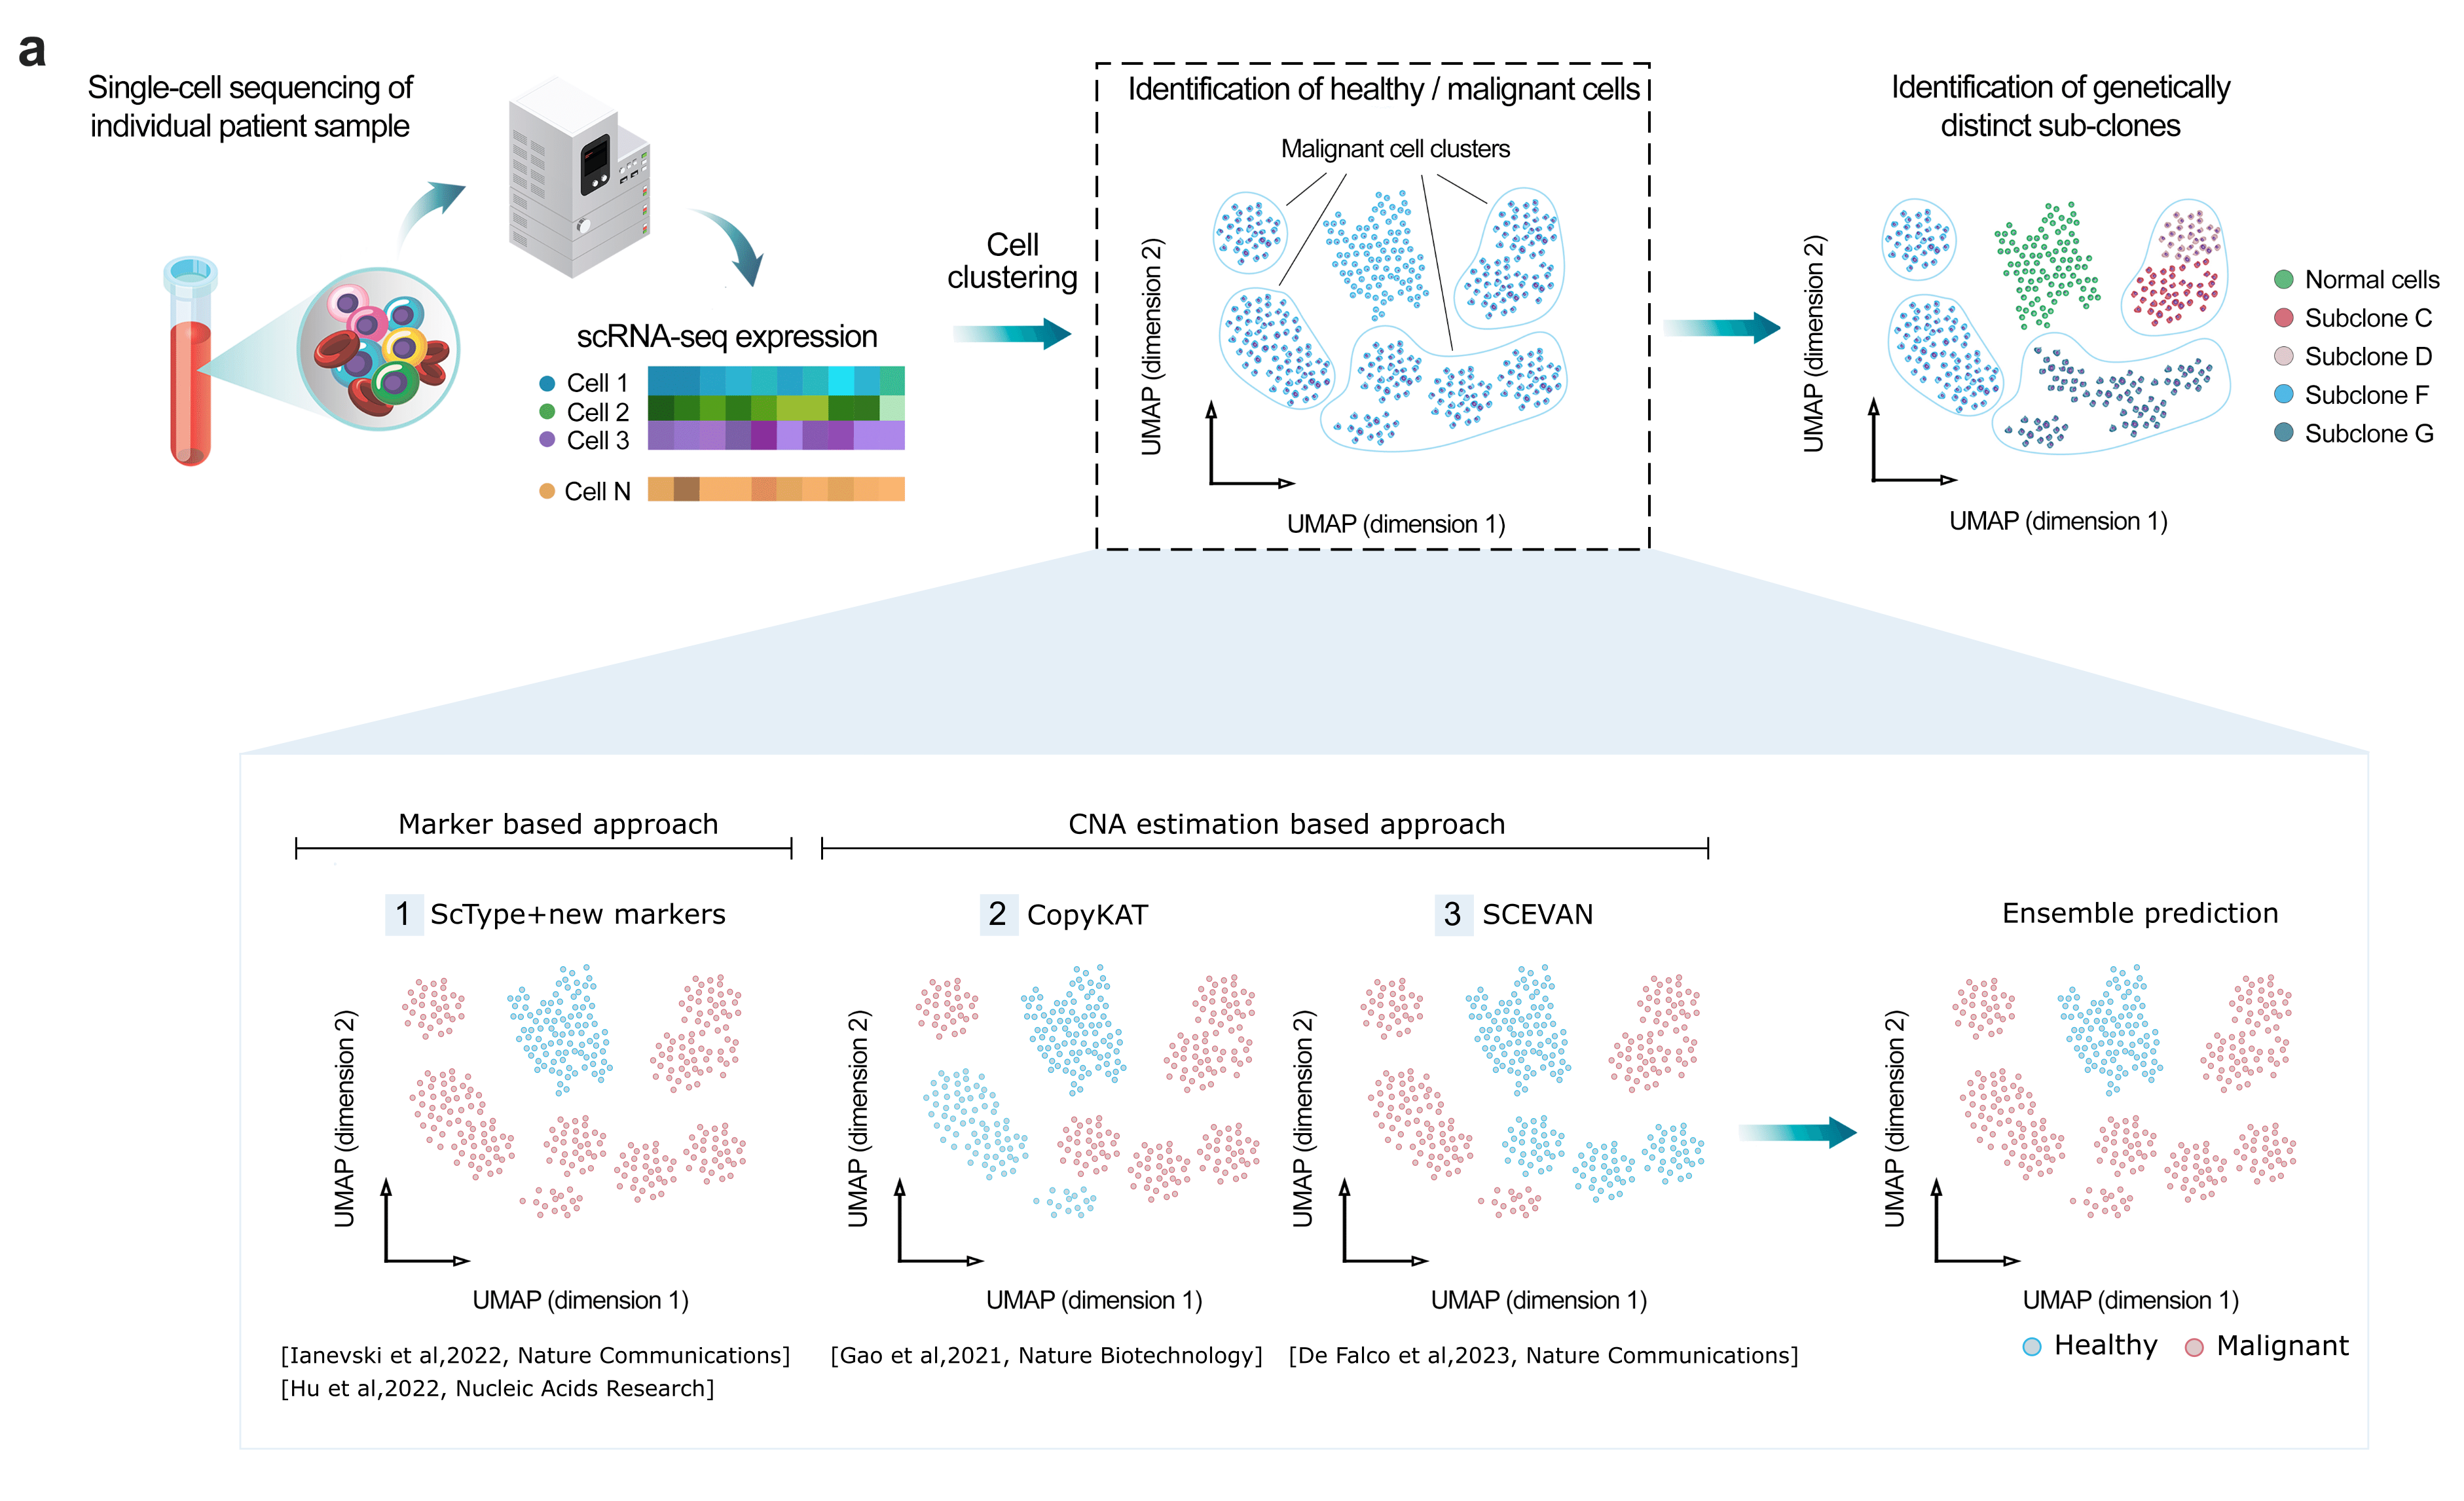 a
Single-cell sequencing of
individual patient sample
scRNA-seq expression
Cell 1
Cell 2
Cell 3
Cell N
Cell
clustering
Identification of healthy / malignant cells
Malignant cell clusters
UMAP (dimension 2)
UMAP (dimension 1)
Identification of genetically
distinct sub-clones
UMAP (dimension 2)
UMAP (dimension 1)
Normal cells
Subclone C
Subclone D
Subclone F
Subclone G
Marker based approach
CNA estimation based approach
1 ScType+new markers
2 CopyKAT
3 SCEVAN
Ensemble prediction
UMAP (dimension 2)
UMAP (dimension 2)
UMAP (dimension 2)
UMAP (dimension 2)
UMAP (dimension 1)
UMAP (dimension 1)
UMAP (dimension 1)
UMAP (dimension 1)
[Ianevski et al,2022, Nature Communications]
[Hu et al,2022, Nucleic Acids Research]
[Gao et al,2021, Nature Biotechnology]
[De Falco et al,2023, Nature Communications]
Healthy
Malignant